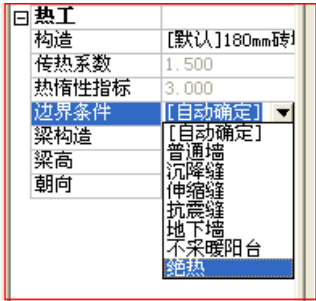 热工
构造 [默认]180mm砖
传热系数 1.500
热惰性指标 3.000
边界条件 [自动确定]
梁构造 [自动确定]
普通墙
梁高
沉降缝
朝向 伸缩缝
抗震缝
地下墙
不采暖阳台
绝热